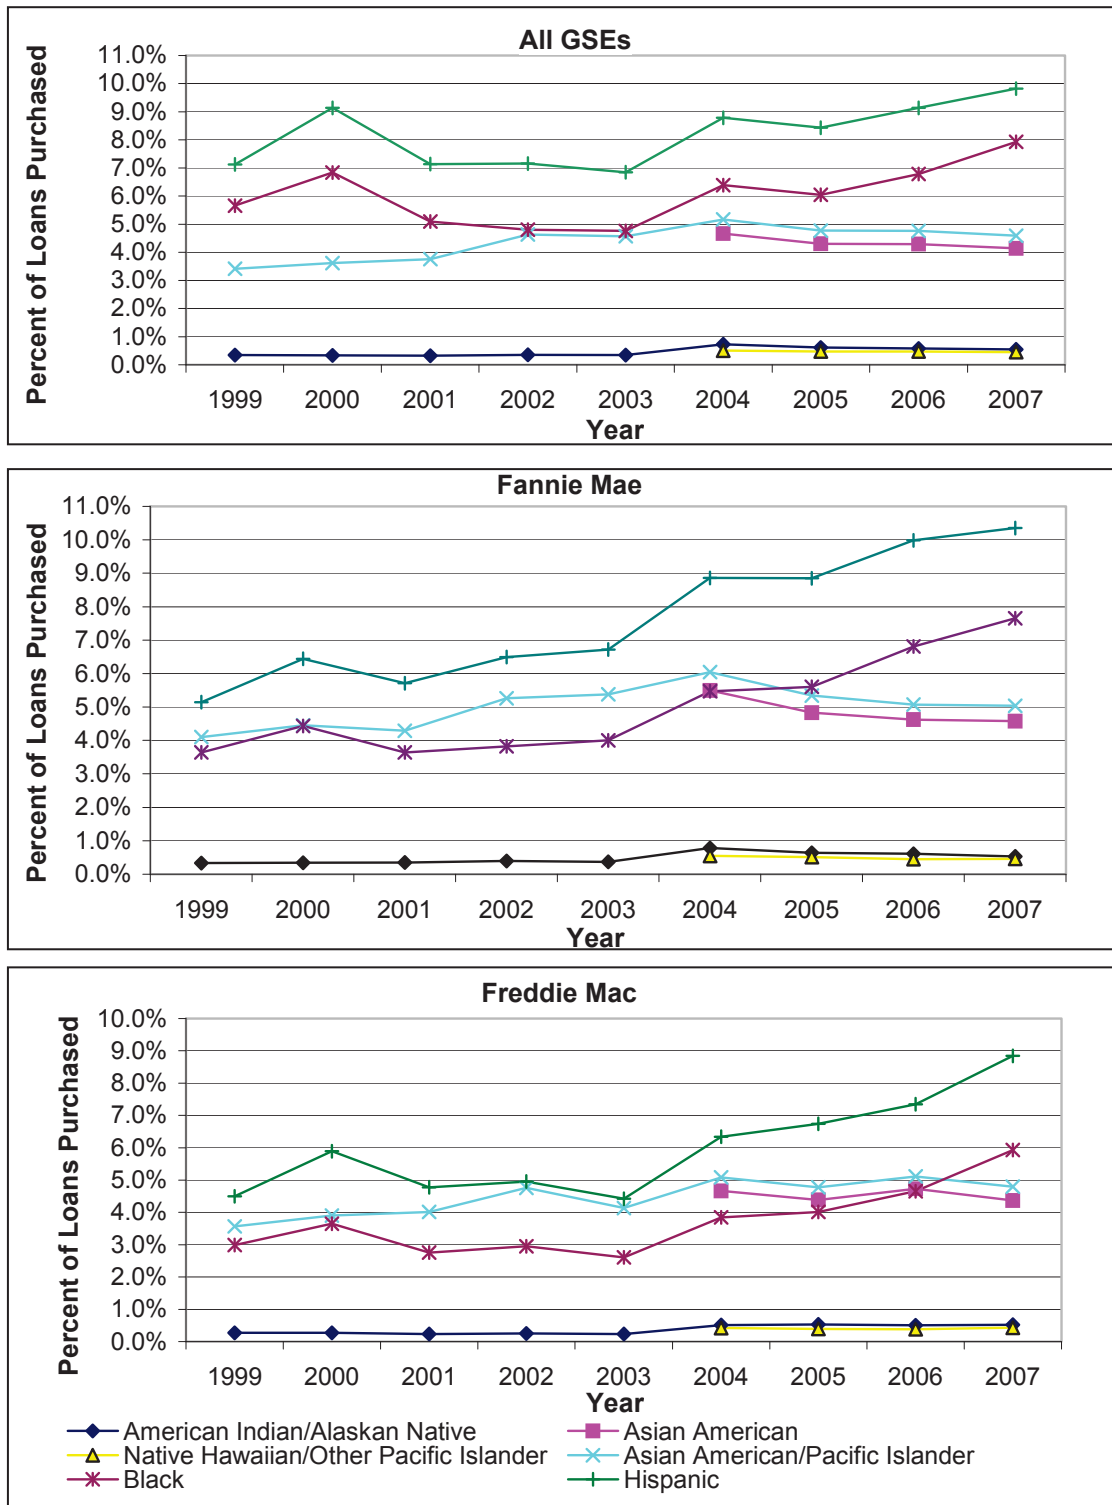 All GSEs
Percent of Loans Purchased
11.0%
10.0%
9.0%
8.0%
7.0%
6.0%
5.0%
4.0%
3.0%
2.0%
1.0%
0.0%
1999 2000 2001 2002 2003 2004 2005 2006 2007
Year
Fannie Mae
Percent of Loans Purchased
11.0%
10.0%
9.0%
8.0%
7.0%
6.0%
5.0%
4.0%
3.0%
2.0%
1.0%
0.0%
1999 2000 2001 2002 2003 2004 2005 2006 2007
Year
Freddie Mac
Percent of Loans Purchased
10.0%
9.0%
8.0%
7.0%
6.0%
5.0%
4.0%
3.0%
2.0%
1.0%
0.0%
1999 2000 2001 2002 2003 2004 2005 2006 2007
Year
American Indian/Alaskan Native Asian American
Native Hawaiian/Other Pacific Islander Asian American/Pacific Islander
Black Hispanic